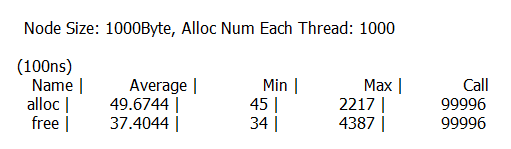 Node Size: 1000Byte, Alloc Num Each Thread: 1000
(100ns)
Name | Average | Min | Max | Call
alloc | 49.6744 | 45 | 2217 | 99996
free | 37.4044 | 34 | 4387 | 99996